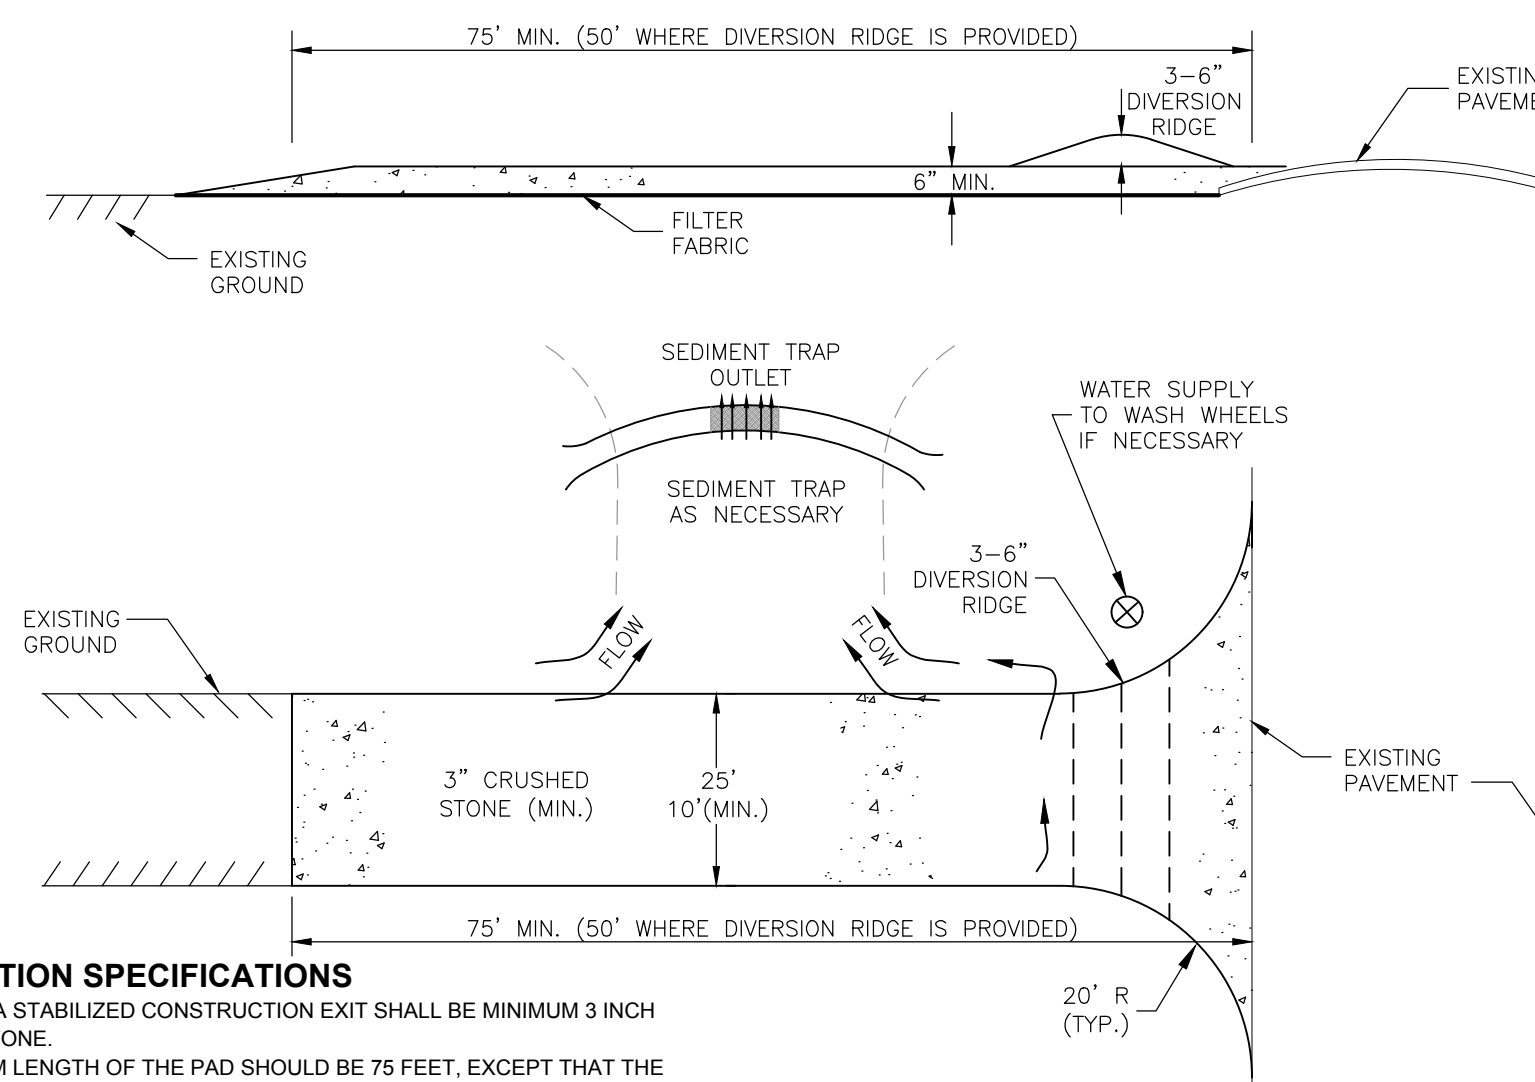 75' MIN. (50' WHERE DIVERSION RIDGE IS PROVIDED)
3-6"
DIVERSION
RIDGE
EXISTIN
PAVEME
6" MIN.
FILTER
FABRIC
EXISTING
GROUND
SEDIMENT TRAP
OUTLET
WATER SUPPLY
TO WASH WHEELS
IF NECESSARY
SEDIMENT TRAP
AS NECESSARY
3-6"
DIVERSION
RIDGE
EXISTING
GROUND
FLOW
FLOW
3" CRUSHED
STONE (MIN.)
25'
10'(MIN.)
EXISTING
PAVEMENT
75' MIN. (50' WHERE DIVERSION RIDGE IS PROVIDED)
20' R
(TYP.)
TION SPECIFICATIONS
A STABILIZED CONSTRUCTION EXIT SHALL BE MINIMUM 3 INCH
TONE.
M LENGTH OF THE PAD SHOULD BE 75 FEET, EXCEPT THAT THE